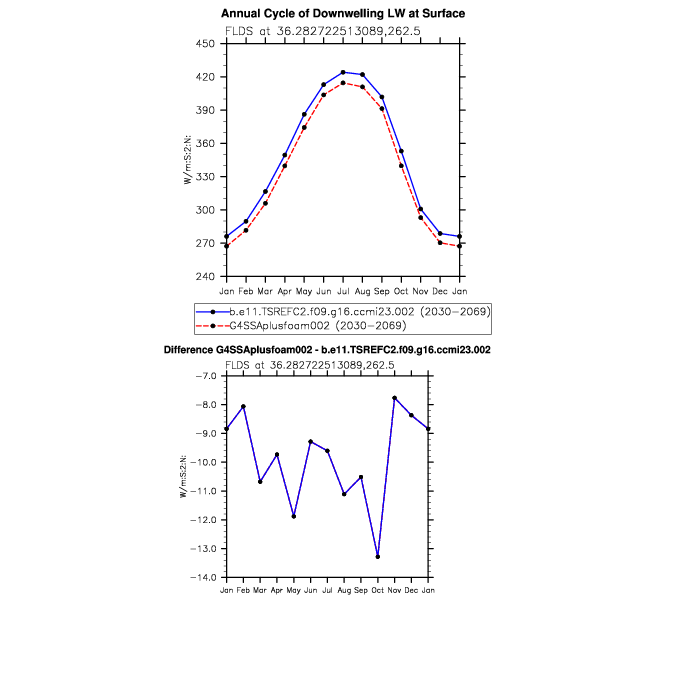 Annual Cycle of Downwelling LW at Surface
FLDS at 36.282722513089,262.5
450
420
390
360
330
300
270
240
W/m:S:2:N:
Jan Feb Mar Apr May Jun Jul Aug Sep Oct Nov Dec Jan
b.e11.TSREFC2.f09.g16.ccmi23.002 (2030-2069)
G4SSAplusfoam002 (2030-2069)
Difference G4SSAplusfoam002 - b.e11.TSREFC2.f09.g16.ccmi23.002
FLDS at 36.282722513089,262.5
-7.0
-8.0
-9.0
-10.0
-11.0
-12.0
-13.0
-14.0
W/m:S:2:N:
Jan Feb Mar Apr May Jun Jul Aug Sep Oct Nov Dec Jan